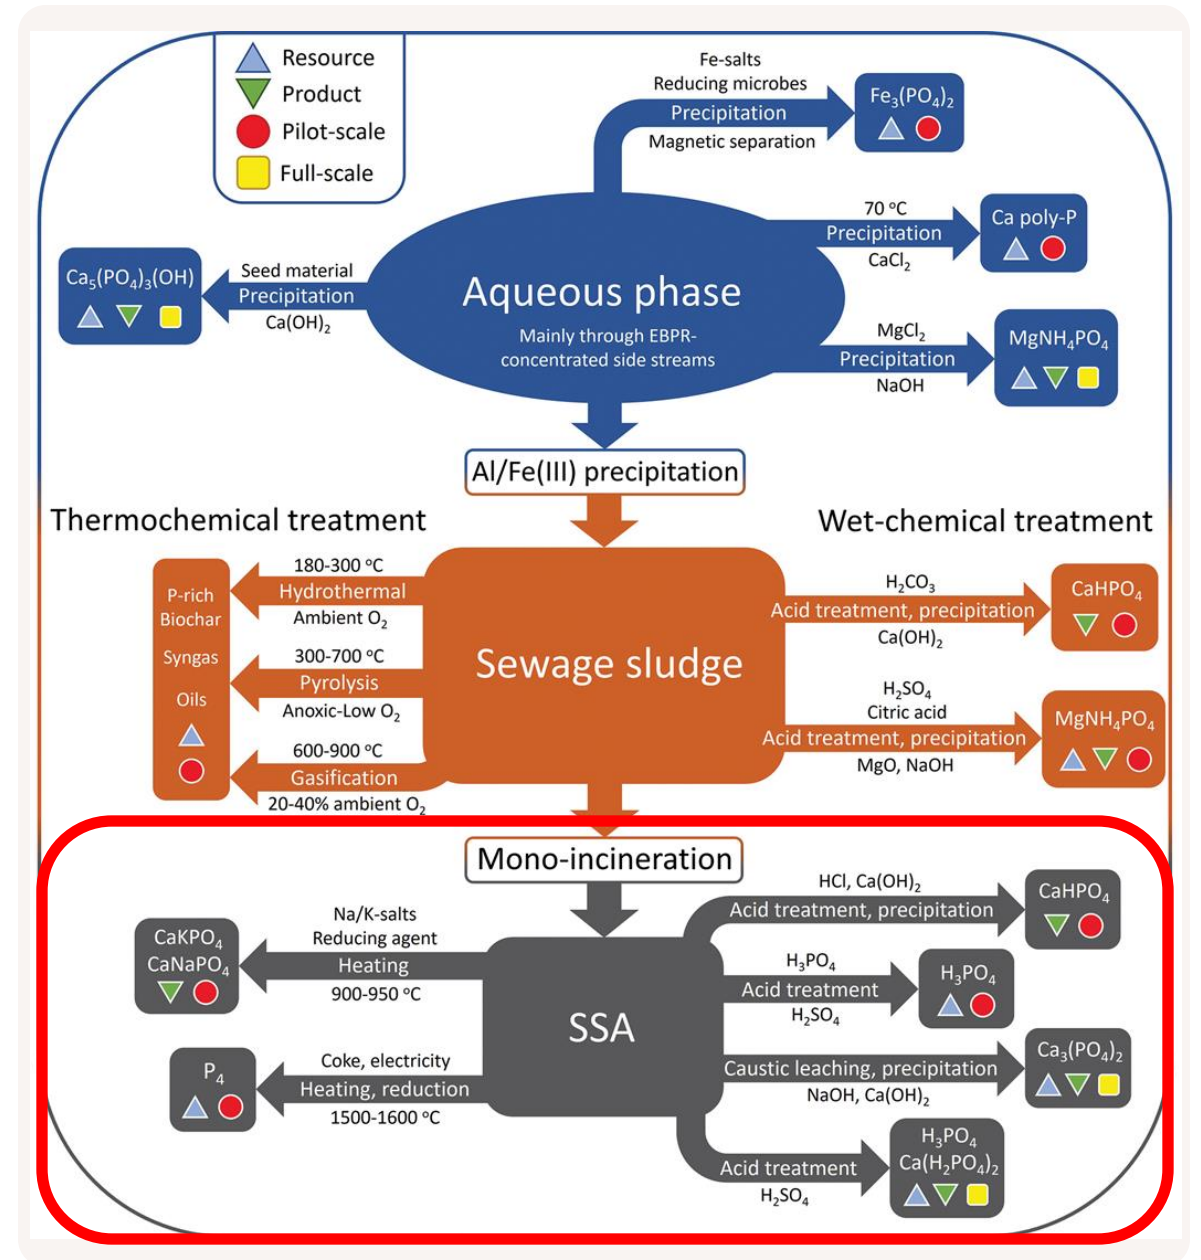 Resource
Product
Pilot-scale
Full-scale
Fe-salts
Reducing microbes
Precipitation
Magnetic separation
Fe₃(PO₄)₂
70 °C
Precipitation
CaCl₂
Ca poly-P
Ca₅(PO₄)₃(OH)
Seed material
Precipitation
Ca(OH)₂
Aqueous phase
Mainly through EBPR-
concentrated side streams
MgCl₂
Precipitation
NaOH
MgNH₄PO₄
Al/Fe(III) precipitation
Thermochemical treatment
Wet-chemical treatment
P-rich
Biochar
Syngas
Oils
180-300 °C
Hydrothermal
Ambient O₂
300-700 °C
Pyrolysis
Anoxic-Low O₂
600-900 °C
Gasification
20-40% ambient O₂
Sewage sludge
H₂CO₃
Acid treatment, precipitation
Ca(OH)₂
CaHPO₄
H₂SO₄
Citric acid
Acid treatment, precipitation
MgO, NaOH
MgNH₄PO₄
Mono-incineration
CaKPO₄
CaNaPO₄
Na/K-salts
Reducing agent
Heating
900-950 °C
P₄
Coke, electricity
Heating, reduction
1500-1600 °C
SSA
HCl, Ca(OH)₂
Acid treatment, precipitation
CaHPO₄
H₃PO₄
Acid treatment
H₂SO₄
H₃PO₄
Caustic leaching, precipitation
NaOH, Ca(OH)₂
Ca₃(PO₄)₂
Acid treatment
H₂SO₄
H₃PO₄
Ca(H₂PO₄)₂